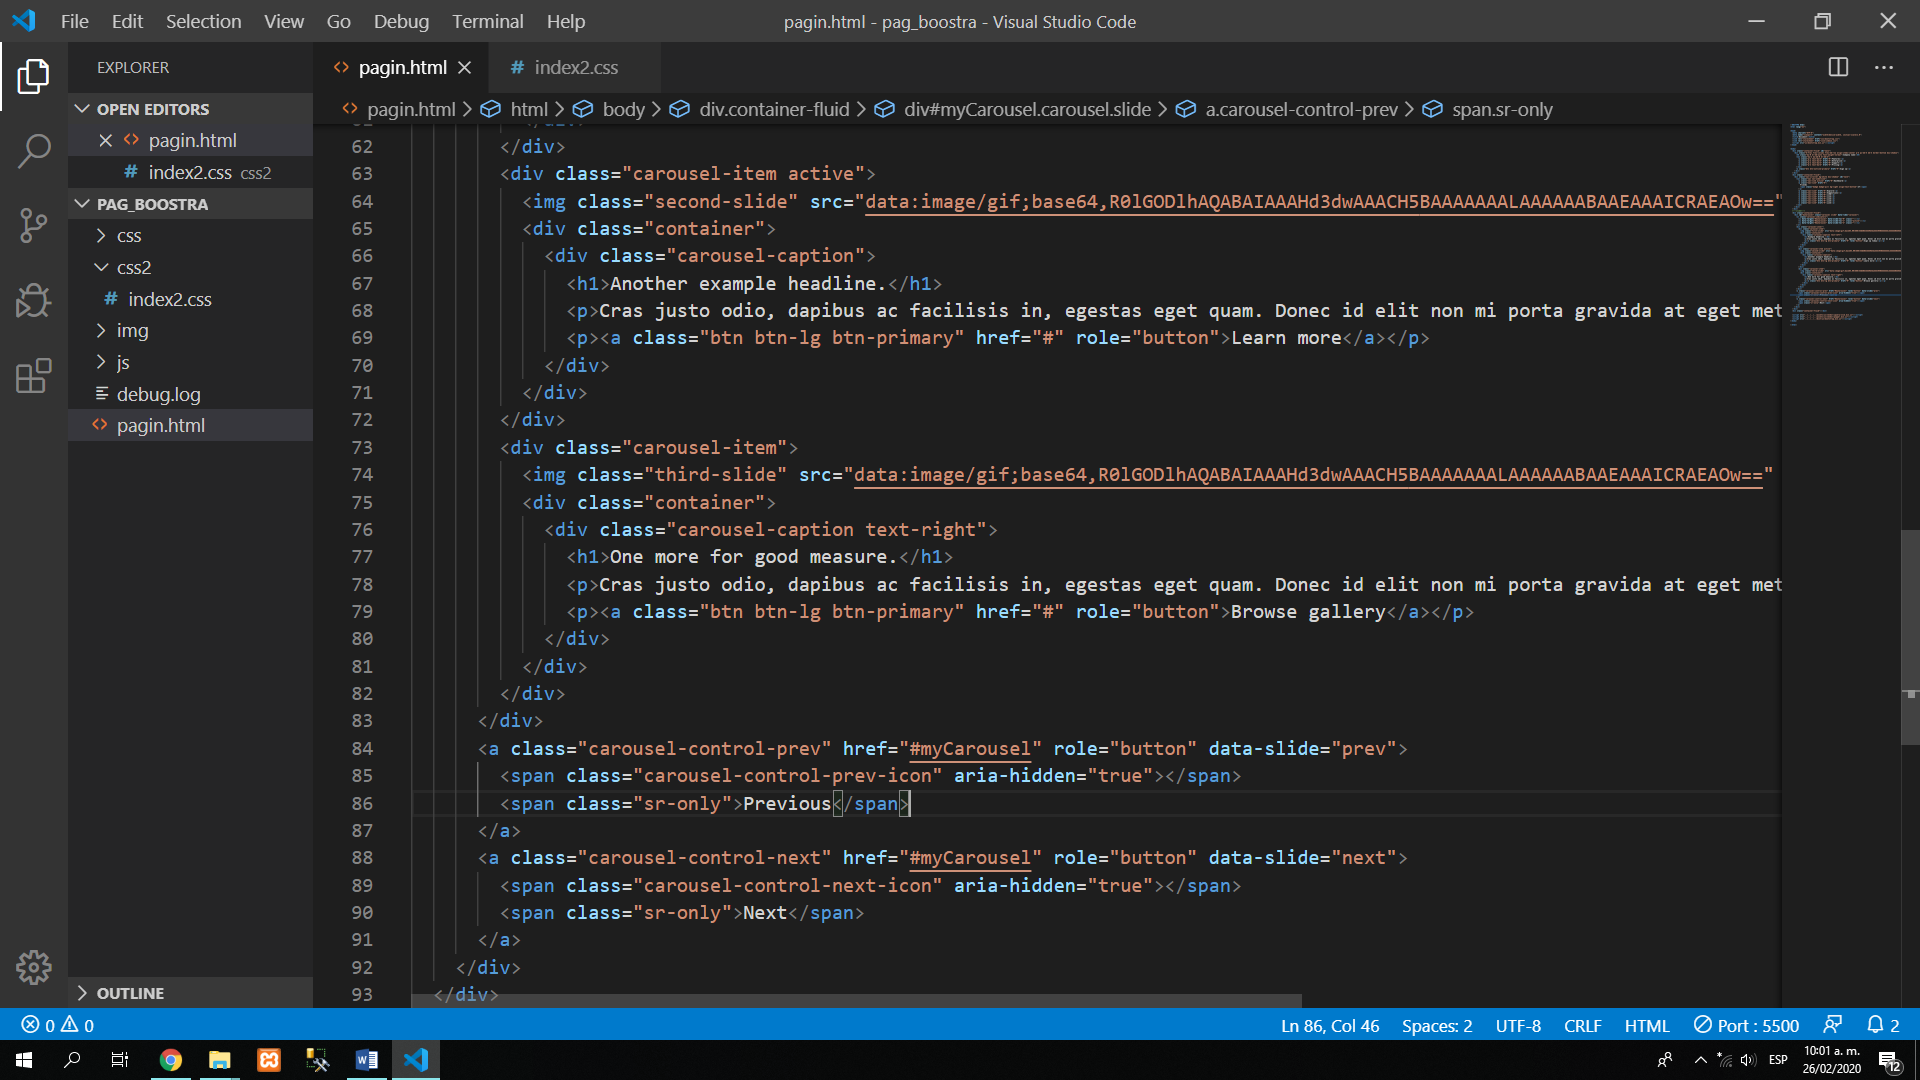 File Edit Selection View Go Debug Terminal Help
pagin.html - pag_boostra - Visual Studio Code
EXPLORER
OPEN EDITORS
pagin.html
index2.css css2
PAG_BOOSTRA
css
css2
index2.css
img
js
debug.log
pagin.html
OUTLINE
pagin.html
index2.css
pagin.html > html > body > div.container-fluid > div#myCarousel.carousel.slide > a.carousel-control-prev > span.sr-only
62 </div>
63 <div class="carousel-item active">
64 <img class="second-slide" src="data:image/gif;base64,R0lGODlhAQABAIAAAHd3dwAAACH5BAAAAAAALAAAAAABAAEAAAICRAEAOw=="
65 <div class="container">
66 <div class="carousel-caption">
67 <h1>Another example headline.</h1>
68 <p>Cras justo odio, dapibus ac facilisis in, egestas eget quam. Donec id elit non mi porta gravida at eget met
69 <p><a class="btn btn-lg btn-primary" href="#" role="button">Learn more</a></p>
70 </div>
71 </div>
72 </div>
73 <div class="carousel-item">
74 <img class="third-slide" src="data:image/gif;base64,R0lGODlhAQABAIAAAHd3dwAAACH5BAAAAAAALAAAAAABAAEAAAICRAEAOw=="
75 <div class="container">
76 <div class="carousel-caption text-right">
77 <h1>One more for good measure.</h1>
78 <p>Cras justo odio, dapibus ac facilisis in, egestas eget quam. Donec id elit non mi porta gravida at eget met
79 <p><a class="btn btn-lg btn-primary" href="#" role="button">Browse gallery</a></p>
80 </div>
81 </div>
82 </div>
83 </div>
84 <a class="carousel-control-prev" href="#myCarousel" role="button" data-slide="prev">
85 <span class="carousel-control-prev-icon" aria-hidden="true"></span>
86 <span class="sr-only">Previous</span>
87 </a>
88 <a class="carousel-control-next" href="#myCarousel" role="button" data-slide="next">
89 <span class="carousel-control-next-icon" aria-hidden="true"></span>
90 <span class="sr-only">Next</span>
91 </a>
92 </div>
93 </div>
0 0
Ln 86, Col 46 Spaces: 2 UTF-8 CRLF HTML Port : 5500 2
ESP
10:01 a. m.
26/02/2020
12